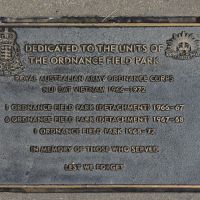 DEDICATED TO THE UNITS OF
THE ORDNANCE FIELD PARK
ROYAL AUSTRALIAN ARMY ORDNANCE CORPS
NUI DAT VIETNAM 1966-1972
1 ORDNANCE FIELD PARK (DETACHMENT) 1966-67
6 ORDNANCE FIELD PARK (DETACHMENT) 1967-68
1 ORDNANCE FIELD PARK 1968-72
IN MEMORY OF THOSE WHO SERVED
LEST WE FORGET